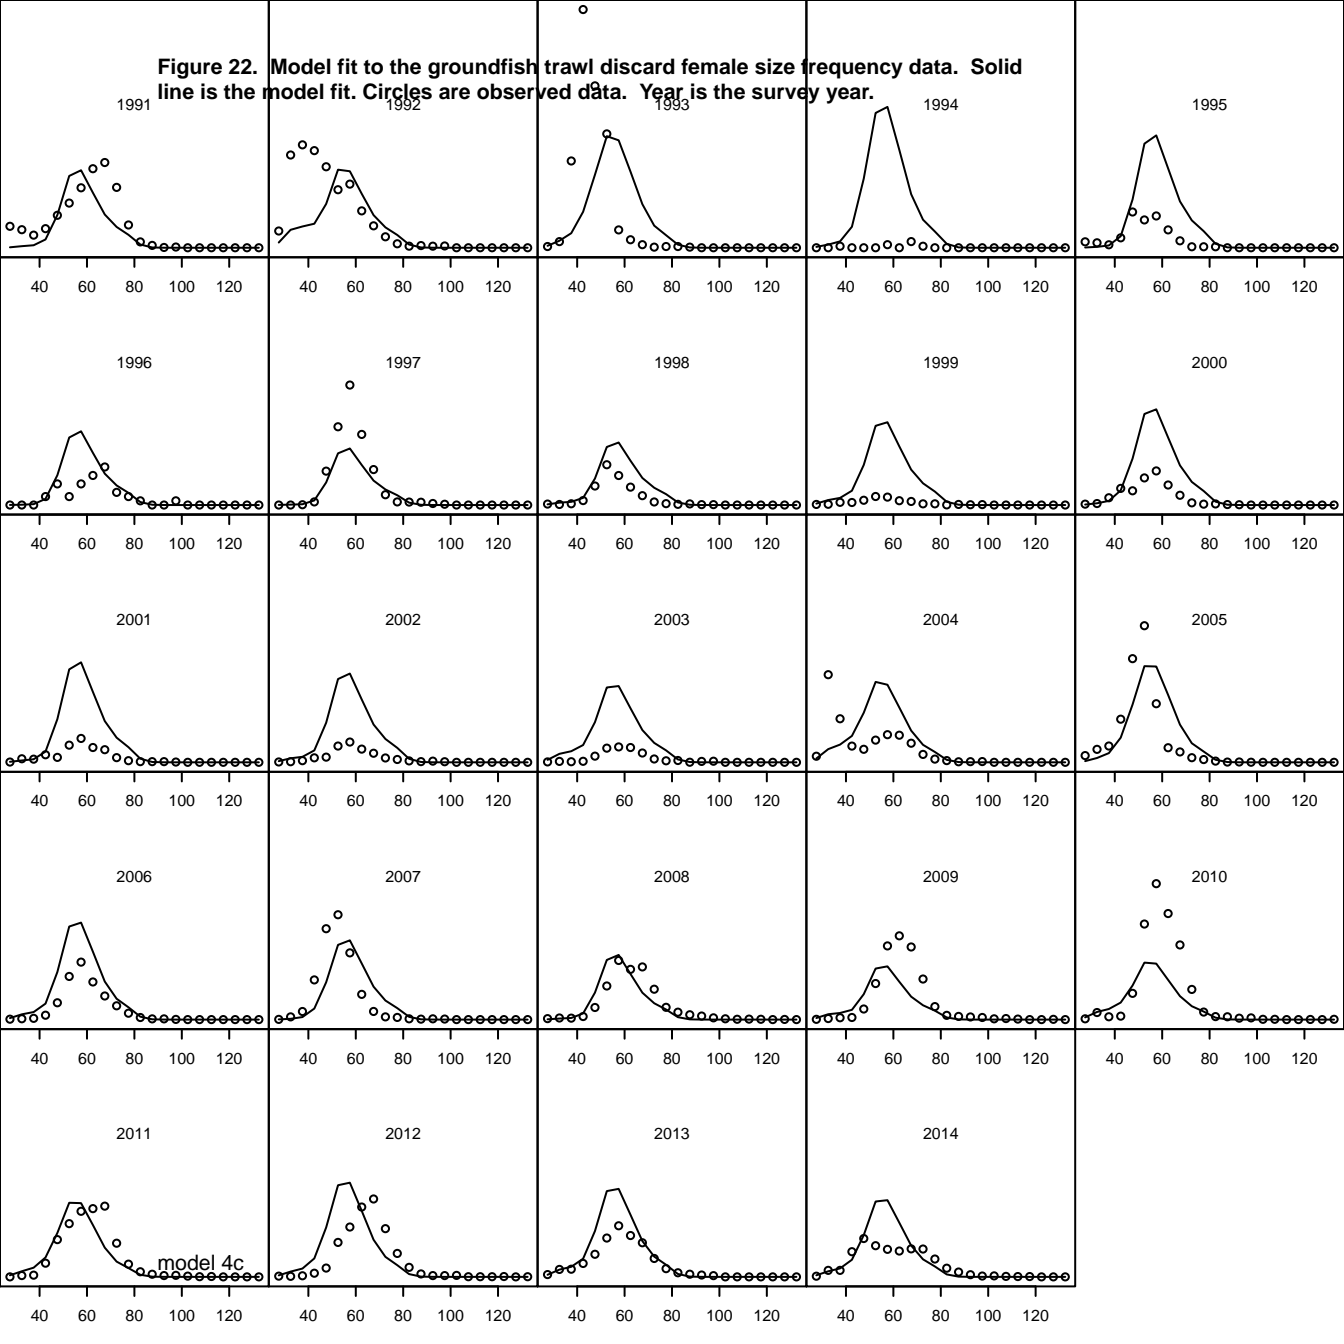 Figure 22. Model fit to the groundfish trawl discard female size frequency data. Solid
line is the model fit. Circles are observed data. Year is the survey year.
1991 1992 1993 1994 1995
40 60 80 100 120 40 60 80 100 120 40 60 80 100 120 40 60 80 100 120 40 60 80 100 120
1996 1997 1998 1999 2000
40 60 80 100 120 40 60 80 100 120 40 60 80 100 120 40 60 80 100 120 40 60 80 100 120
2001 2002 2003 2004 2005
40 60 80 100 120 40 60 80 100 120 40 60 80 100 120 40 60 80 100 120 40 60 80 100 120
2006 2007 2008 2009 2010
40 60 80 100 120 40 60 80 100 120 40 60 80 100 120 40 60 80 100 120 40 60 80 100 120
2011 2012 2013 2014
model 4c
40 60 80 100 120 40 60 80 100 120 40 60 80 100 120 40 60 80 100 120